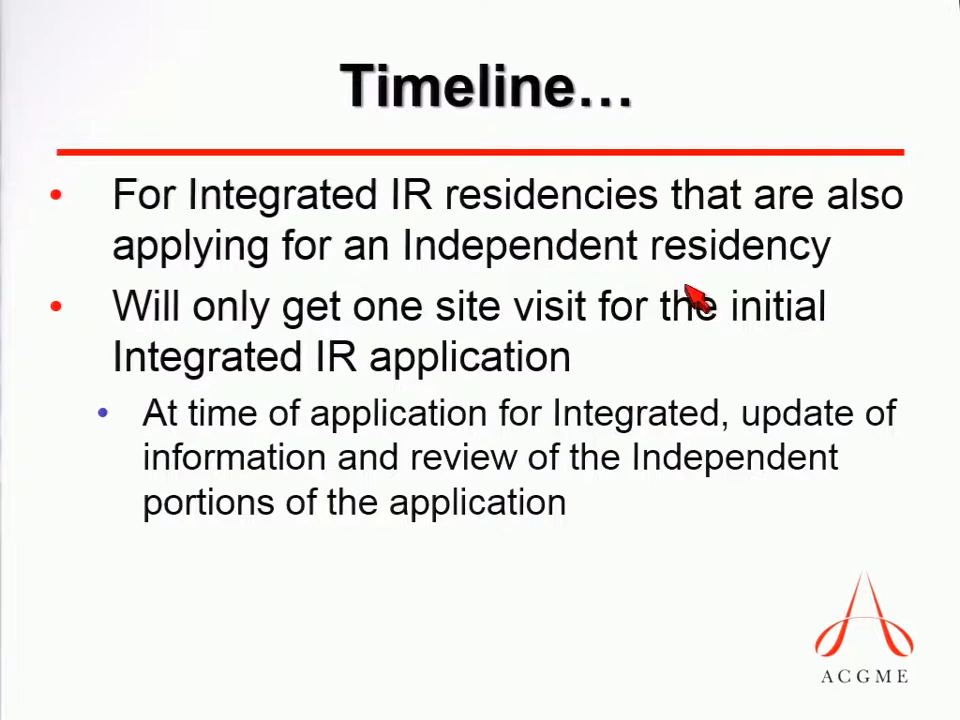 Timeline…
• For Integrated IR residencies that are also
applying for an Independent residency
• Will only get one site visit for the initial
Integrated IR application
• At time of application for Integrated, update of
information and review of the Independent
portions of the application
ACGME